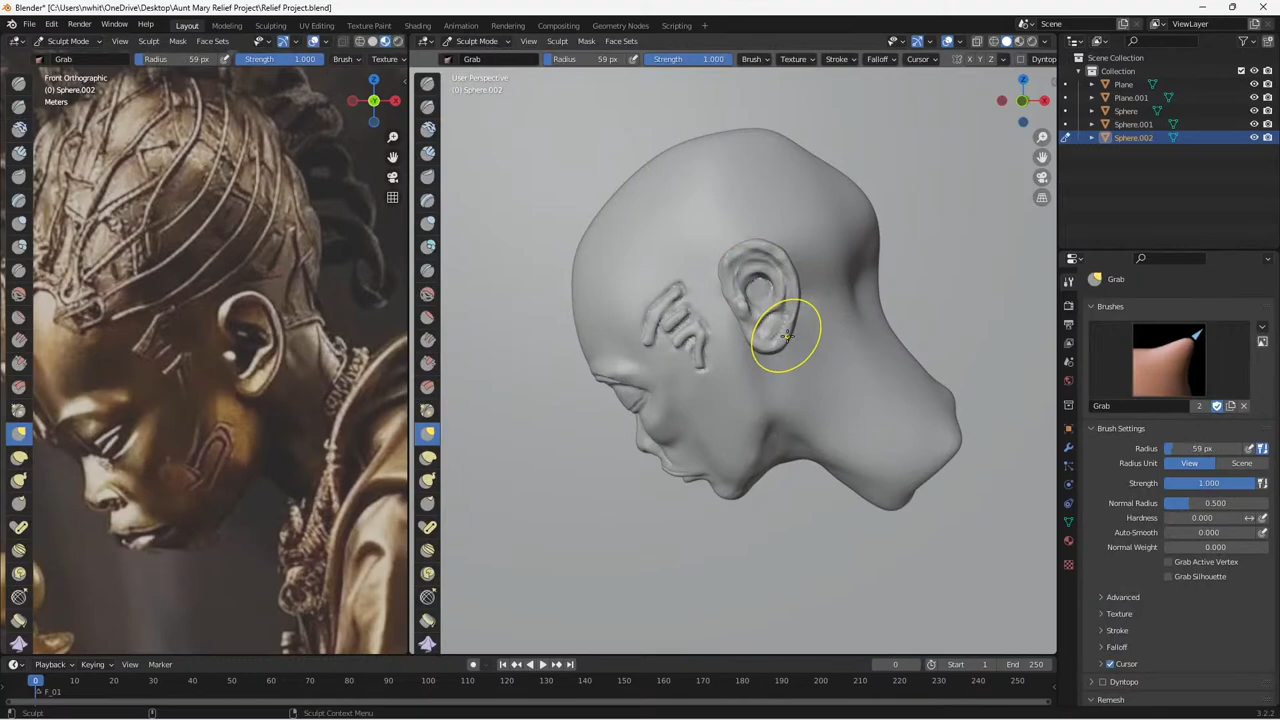 Blender* [C:\Users\nwhit\OneDrive\Desktop\Aunt Mary Relief Project\Relief Project.blend]
File Edit Render Window Help Layout Modeling Sculpting UV Editing Texture Paint Shading Animation Rendering Compositing Geometry Nodes Scripting + Scene ViewLayer
Sculpt Mode View Sculpt Mask Face Sets
Sculpt Mode View Sculpt Mask Face Sets
Grab Radius 59 px Strength 1.000 Brush Texture
Grab Radius 59 px Strength 1.000 Brush Texture Stroke Falloff Cursor X Y Z Dyntop
Front Orthographic
(0) Sphere.002
Meters
Z
X
Y
User Perspective
(0) Sphere.002
Z
X
Scene Collection
Collection
Plane
Plane.001
Sphere
Sphere.001
Sphere.002
Grab
Brushes
Grab 2
Brush Settings
Radius 59 px
Radius Unit View Scene
Strength 1.000
Normal Radius 0.500
Hardness 0.000
Auto-Smooth 0.000
Normal Weight 0.000
Grab Active Vertex
Grab Silhouette
Advanced
Texture
Stroke
Falloff
Cursor
Dyntopo
Remesh
Playback Keying View Marker 0 Start 1 End 250
0 10 20 30 40 50 60 70 80 90 100 110 120 130 140 150 160 170 180 190 200 210 220 230 240 250
F_01
Sculpt Sculpt Context Menu 3.2.2